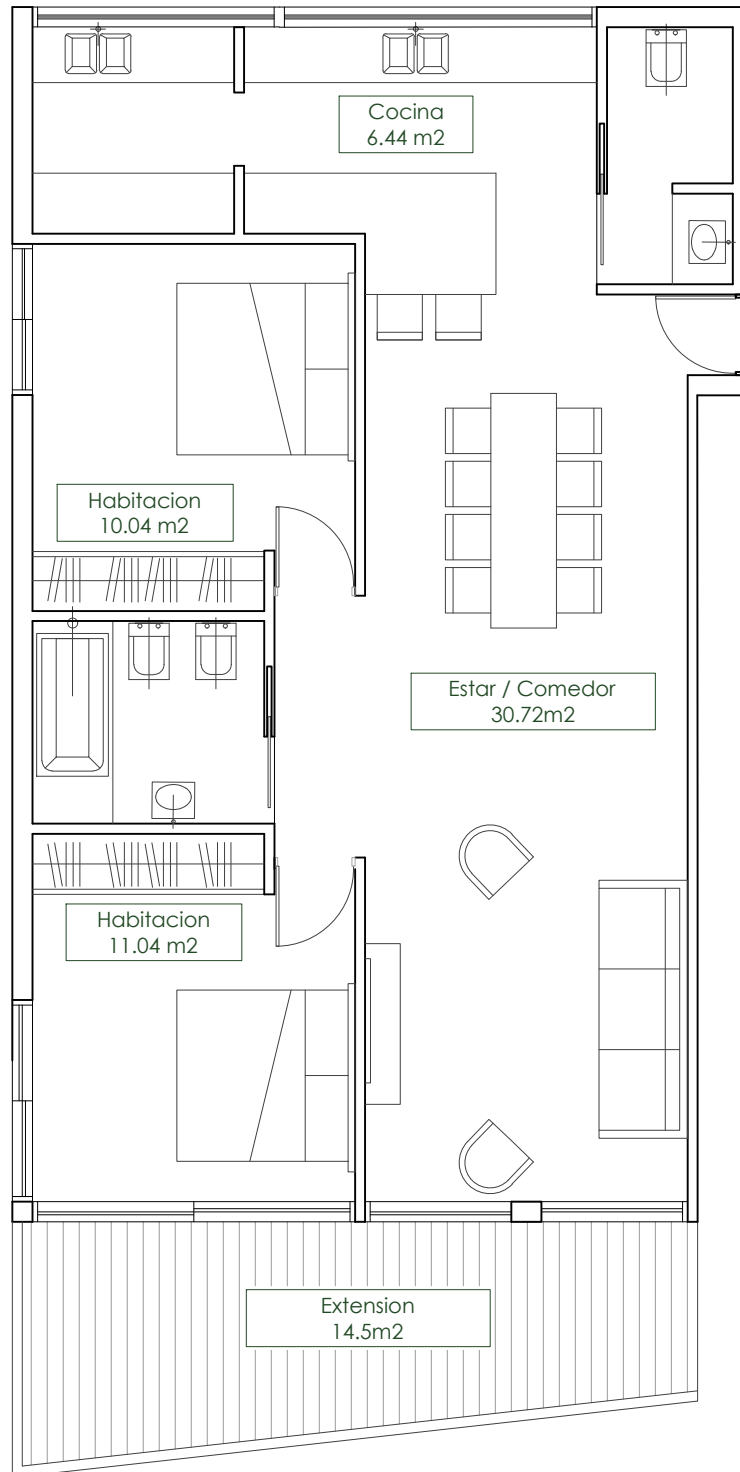 Cocina
6.44 m2
Habitacion
10.04 m2
Estar / Comedor
30.72m2
Habitacion
11.04 m2
Extension
14.5m2